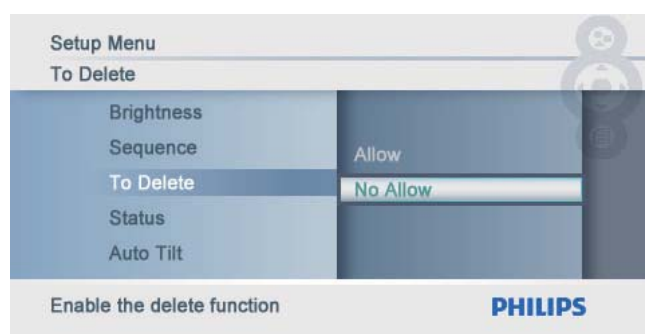 Setup Menu
To Delete
Brightness
Sequence
To Delete
Status
Auto Tilt
Allow
No Allow
Enable the delete function
PHILIPS